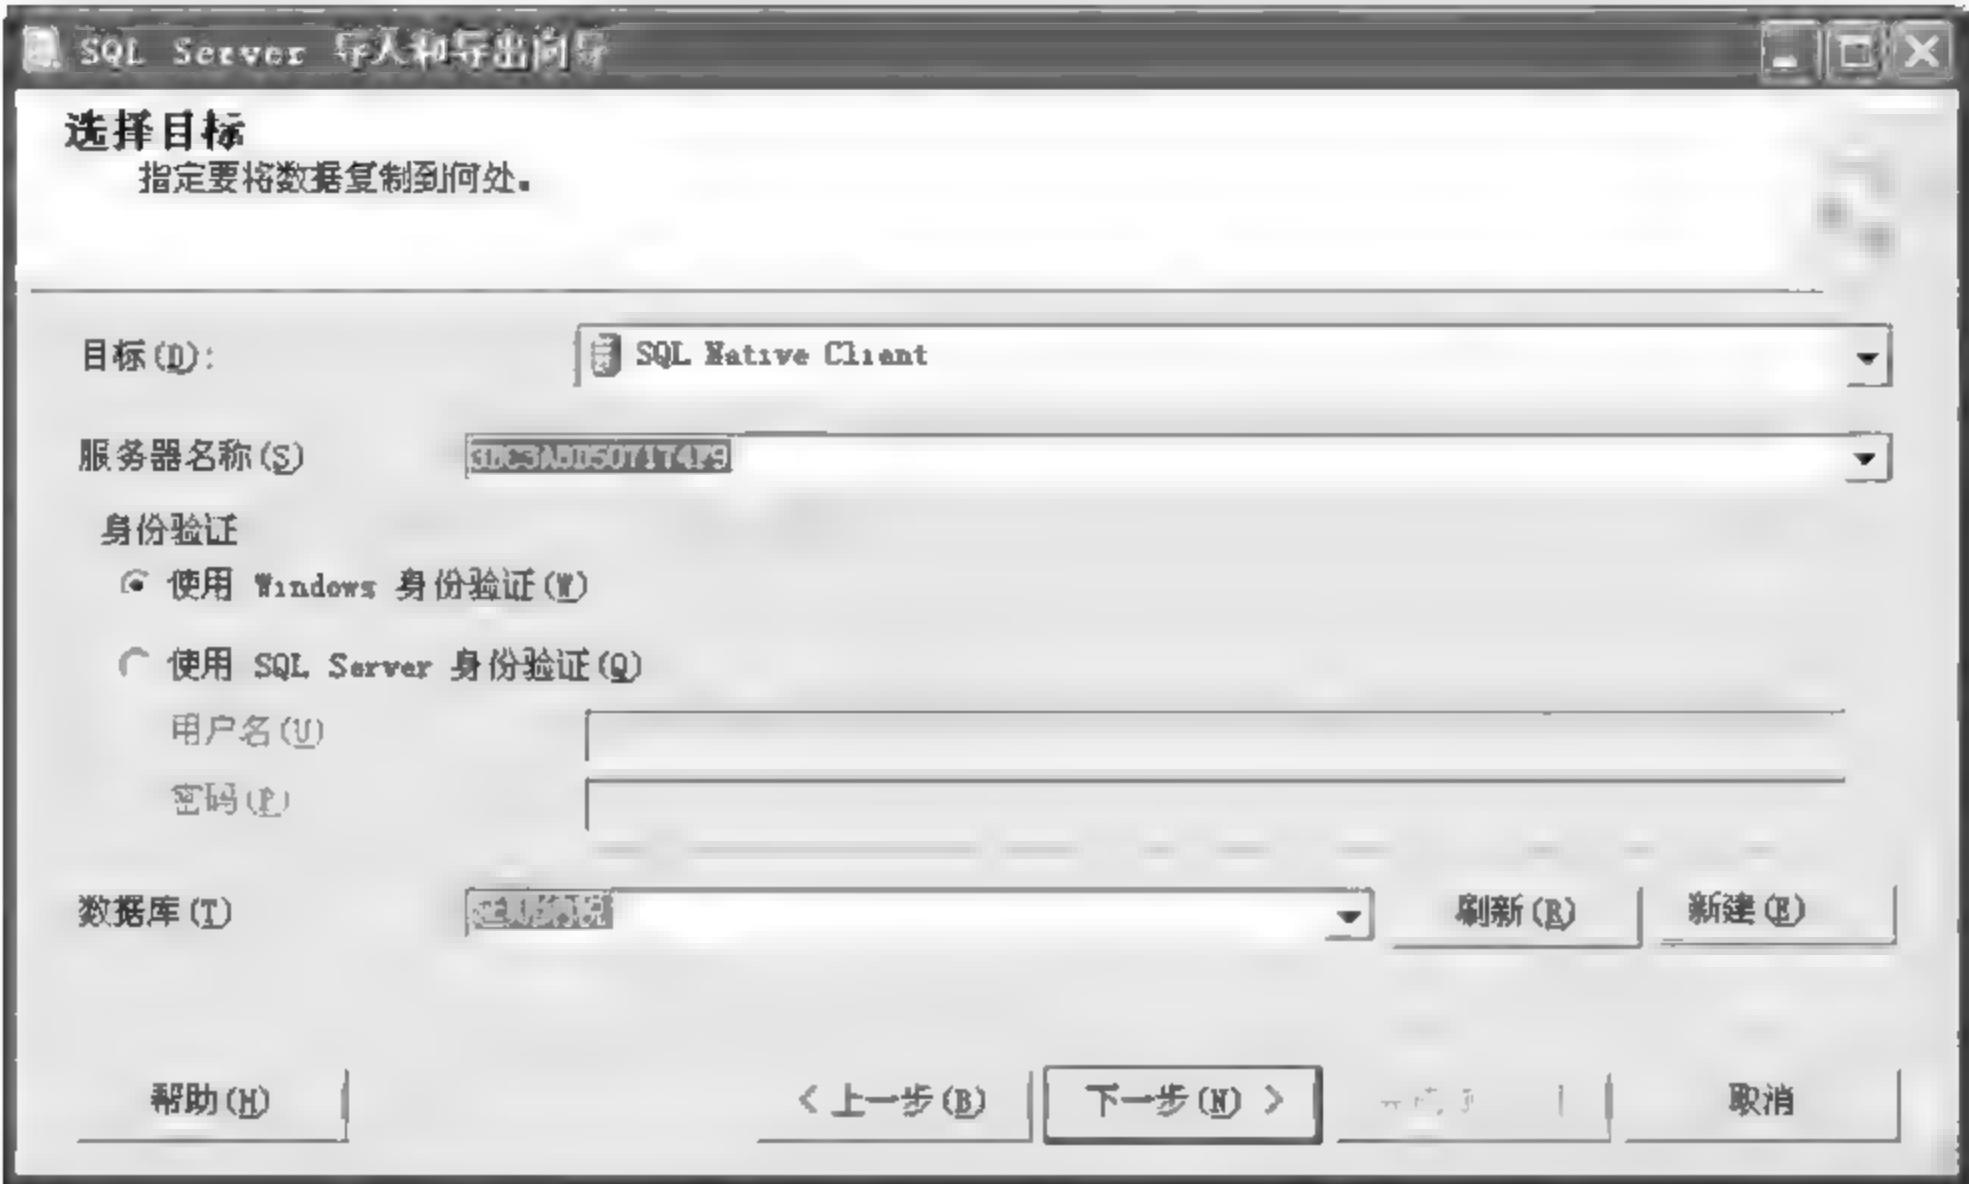 SQL Server 导入和导出向导
选择目标
指定要将数据复制到何处。
目标(D):
SQL Native Client
服务器名称(S)
身份验证
使用 Windows 身份验证(W)
使用 SQL Server 身份验证(Q)
用户名(U)
密码(P)
数据库(T)
刷新(R)
新建(E)
帮助(H)
< 上一步(B)
下一步(N) >
取消